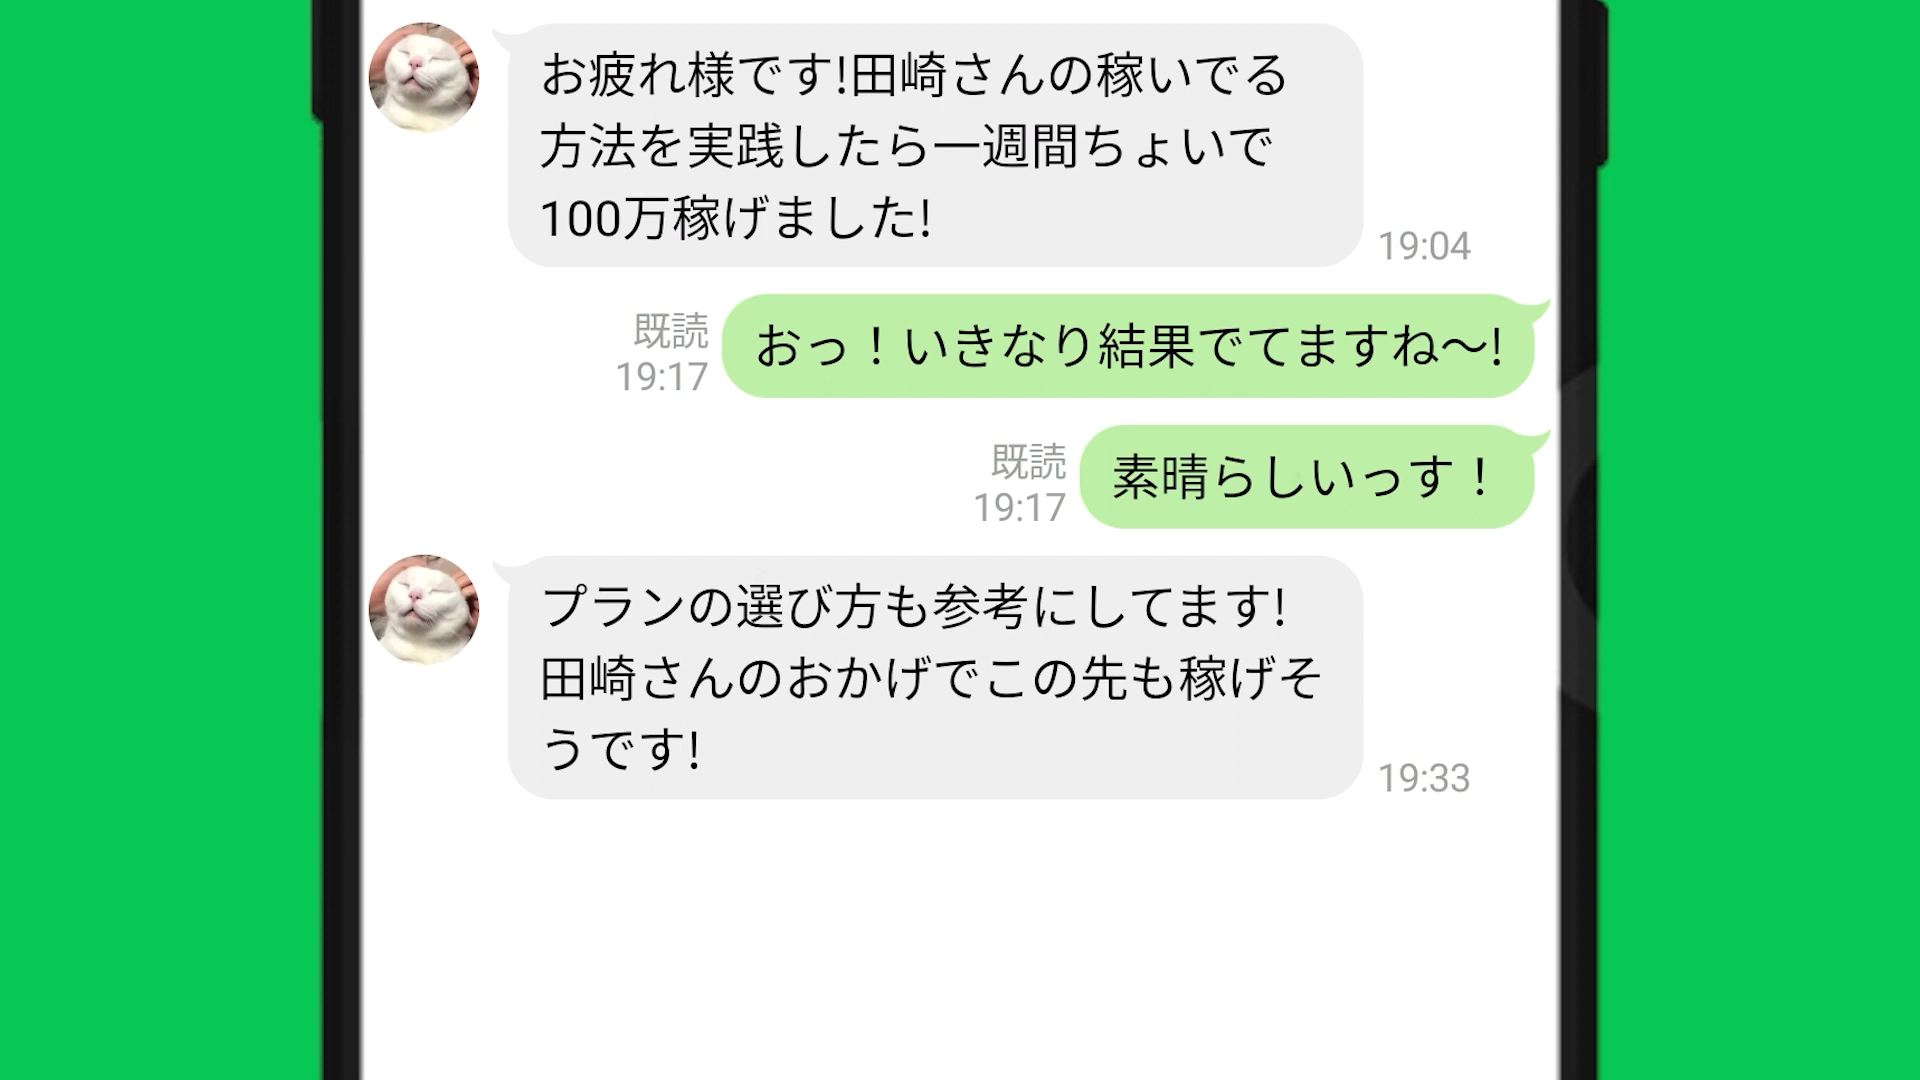 お疲れ様です!田崎さんの稼いでる
方法を実践したら一週間ちょいで
100万稼げました!
19:04
おっ！いきなり結果でてますね〜!
既読
19:17
素晴らしいっす！
既読
19:17
プランの選び方も参考にしてます!
田崎さんのおかげでこの先も稼げそ
うです!
19:33